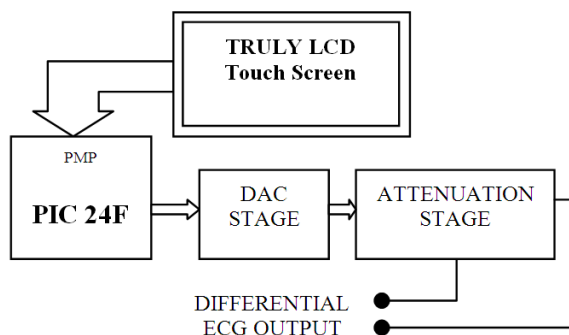 TRULY LCD
Touch Screen
PMP
PIC 24F
DAC
STAGE
ATTENUATION
STAGE
DIFFERENTIAL
ECG OUTPUT